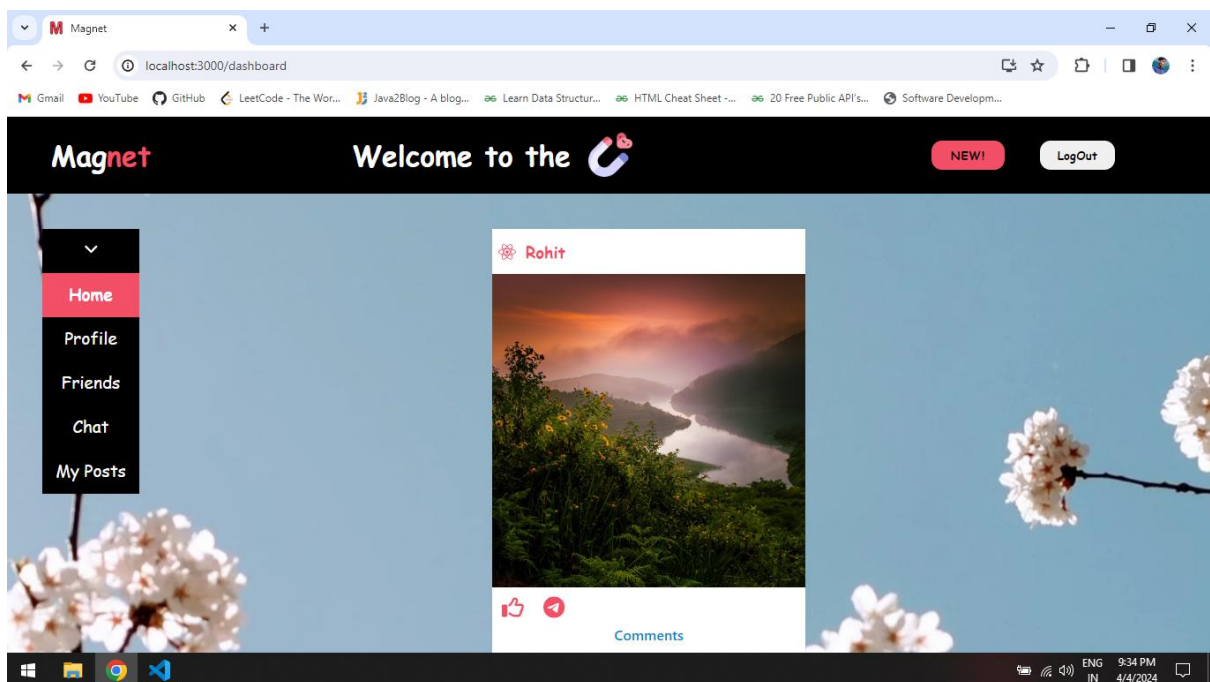 Magnet
localhost:3000/dashboard
Gmail YouTube GitHub LeetCode - The Wor... Java2Blog - A blog... Learn Data Structur... HTML Cheat Sheet -... 20 Free Public API's... Software Developm...
Magnet Welcome to the NEW! LogOut
Rohit
Home
Profile
Friends
Chat
My Posts
Comments
ENG 9:34 PM
IN 4/4/2024